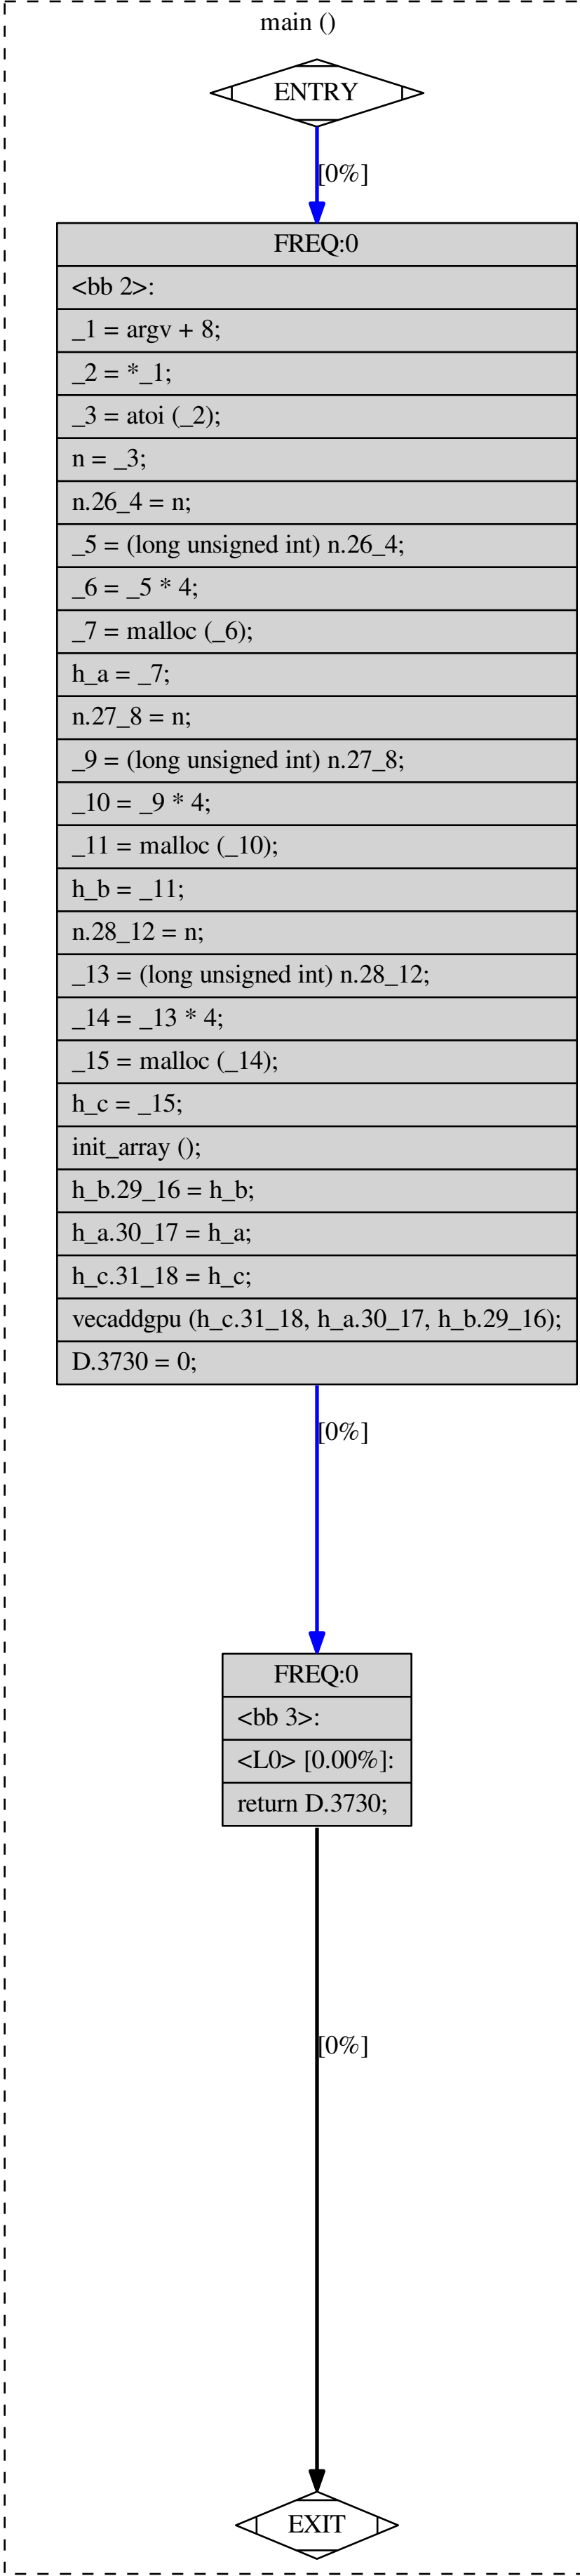 main ()
ENTRY
[0%]
FREQ:0
<bb 2>:
_1 = argv + 8;
_2 = *_1;
_3 = atoi (_2);
n = _3;
n.26_4 = n;
_5 = (long unsigned int) n.26_4;
_6 = _5 * 4;
_7 = malloc (_6);
h_a = _7;
n.27_8 = n;
_9 = (long unsigned int) n.27_8;
_10 = _9 * 4;
_11 = malloc (_10);
h_b = _11;
n.28_12 = n;
_13 = (long unsigned int) n.28_12;
_14 = _13 * 4;
_15 = malloc (_14);
h_c = _15;
init_array ();
h_b.29_16 = h_b;
h_a.30_17 = h_a;
h_c.31_18 = h_c;
vecaddgpu (h_c.31_18, h_a.30_17, h_b.29_16);
D.3730 = 0;
[0%]
FREQ:0
<bb 3>:
<L0> [0.00%]:
return D.3730;
[0%]
EXIT